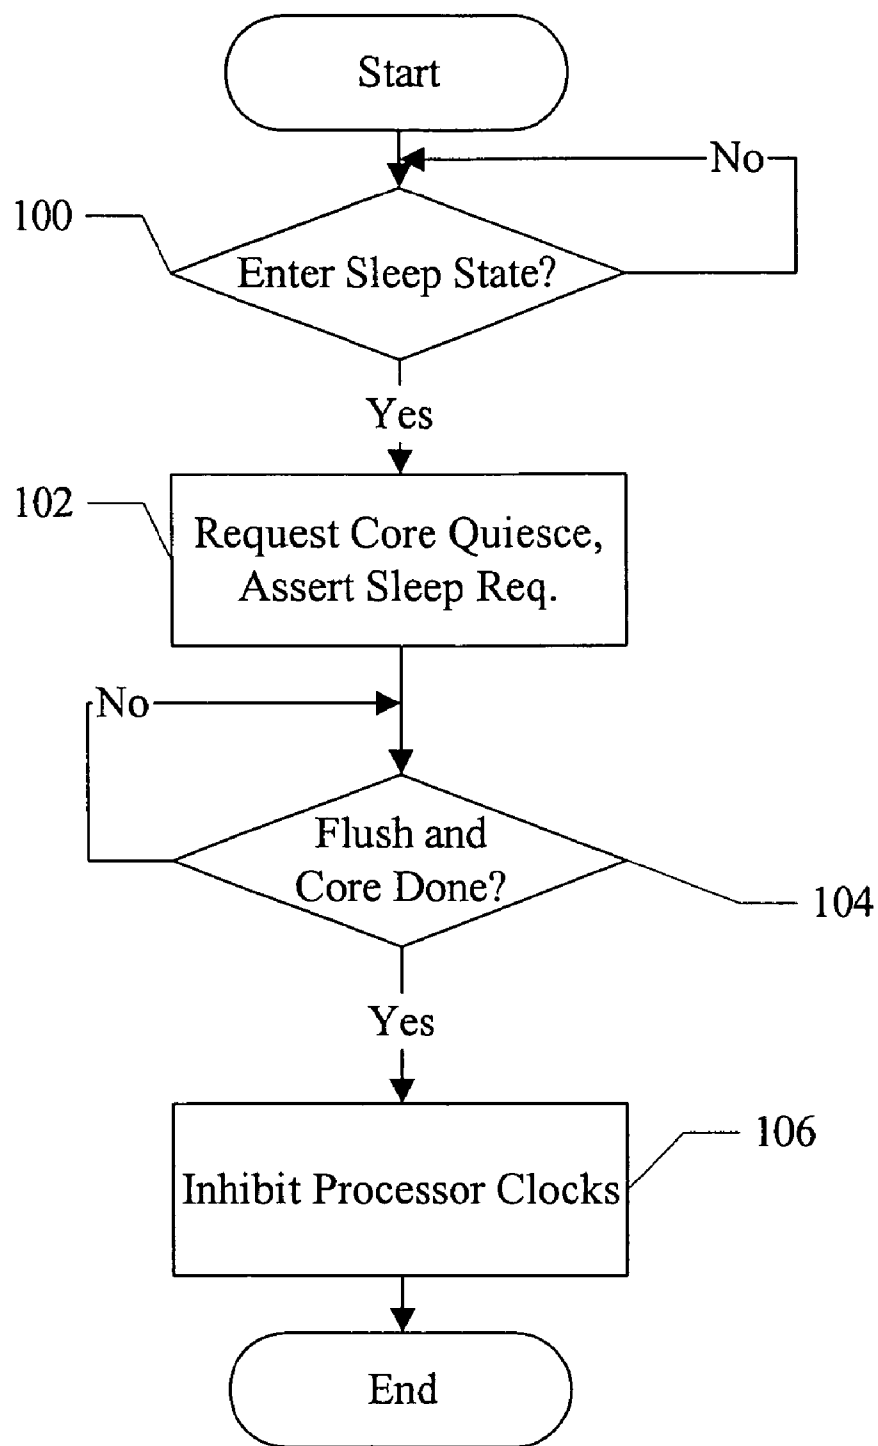 Start
No
100
Enter Sleep State?
Yes
102
Request Core Quiesce,
Assert Sleep Req.
No
Flush and
Core Done?
104
Yes
106
Inhibit Processor Clocks
End